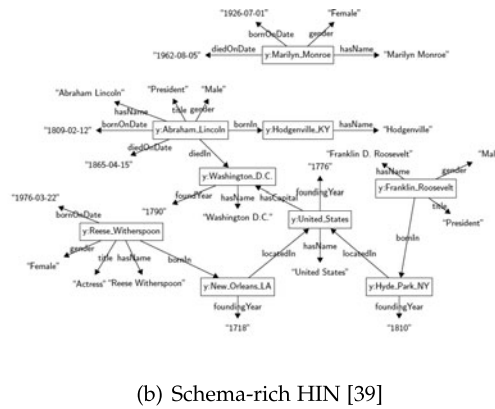 "1926-07-01"
"Female"
bornOnDate
gender
"1962-08-05"
diedOnDate
y:Marilyn_Monroe
hasName
"Marilyn Monroe"
"Abraham Lincoln"
"President"
"Male"
hasName
title
gender
"1809-02-12"
bornOnDate
y:Abraham_Lincoln
bornIn
y:Hodgenville_KY
hasName
"Hodgenville"
diedOnDate
"1865-04-15"
diedIn
"Franklin D. Roosevelt"
"Mal
hasName
gender
"1776"
y:Washington_D.C.
foundingYear
y:Franklin_Roosevelt
"1976-03-22"
foundYear
hasName
hasCapital
title
bornOnDate
"1790"
"Washington D.C."
y:United_States
"President"
y:Reese_Witherspoon
bornIn
gender
title
hasName
bornIn
locatedIn
hasName
locatedIn
"Female"
"Actress"
"Reese Witherspoon"
"United States"
y:New_Orleans_LA
y:Hyde_Park_NY
foundingYear
foundingYear
"1718"
"1810"
(b) Schema-rich HIN [39]